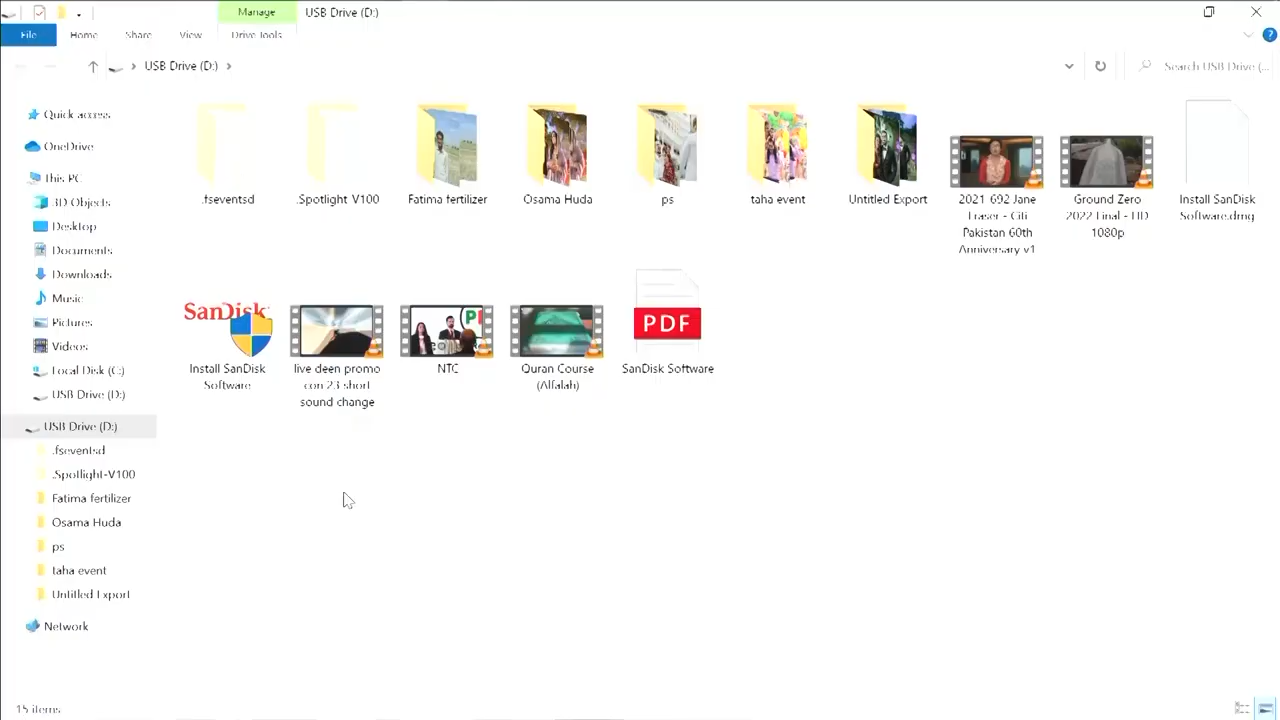 Manage
USB Drive (D:)
File
Home
Share
View
Drive Tools
USB Drive (D:)
Search USB Drive (...
Quick access
OneDrive
This PC
3D Objects
Desktop
Documents
Downloads
Music
Pictures
Videos
Local Disk (C:)
USB Drive (D:)
USB Drive (D:)
.fseventsd
.Spotlight-V100
Fatima fertilizer
Osama Huda
ps
taha event
Untitled Export
Network
.fseventsd
.Spotlight-V100
Fatima fertilizer
Osama Huda
ps
taha event
Untitled Export
2021-692 Jane
Fraser - Citi
Pakistan 60th
Anniversary v1
Ground Zero
2022 Final - HD
1080p
Install SanDisk
Software.dmg
SanDisk
Install SanDisk
Software
live deen promo
con 23 short
sound change
NTC
Quran Course
(Alfalah)
PDF
SanDisk Software
15 items